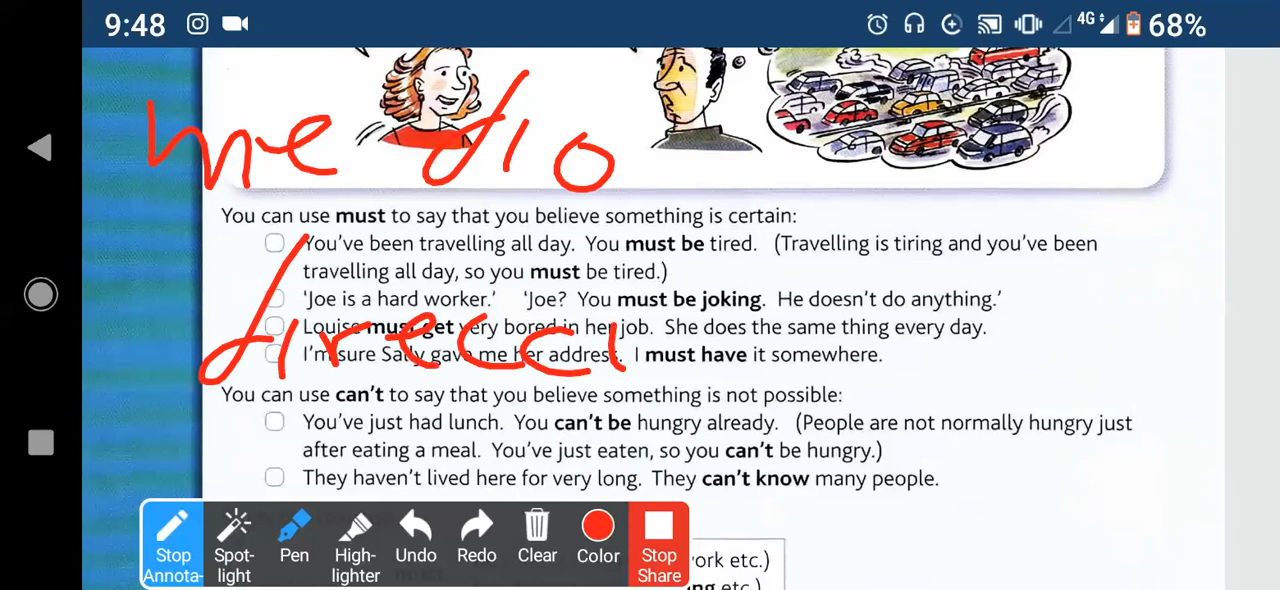 9:48 4G 68%
me dio
You can use must to say that you believe something is certain:
You've been travelling all day. You must be tired. (Travelling is tiring and you've been
travelling all day, so you must be tired.)
'Joe is a hard worker.' 'Joe? You must be joking. He doesn't do anything.'
Louise must get very bored in her job. She does the same thing every day.
direcci
I'm sure Sally gave me her address. I must have it somewhere.
You can use can't to say that you believe something is not possible:
You've just had lunch. You can't be hungry already. (People are not normally hungry just
after eating a meal. You've just eaten, so you can't be hungry.)
They haven't lived here for very long. They can't know many people.
Stop Annota- Spot-light Pen High-lighter Undo Redo Clear Color Stop Share
ork etc.)
ng etc.)